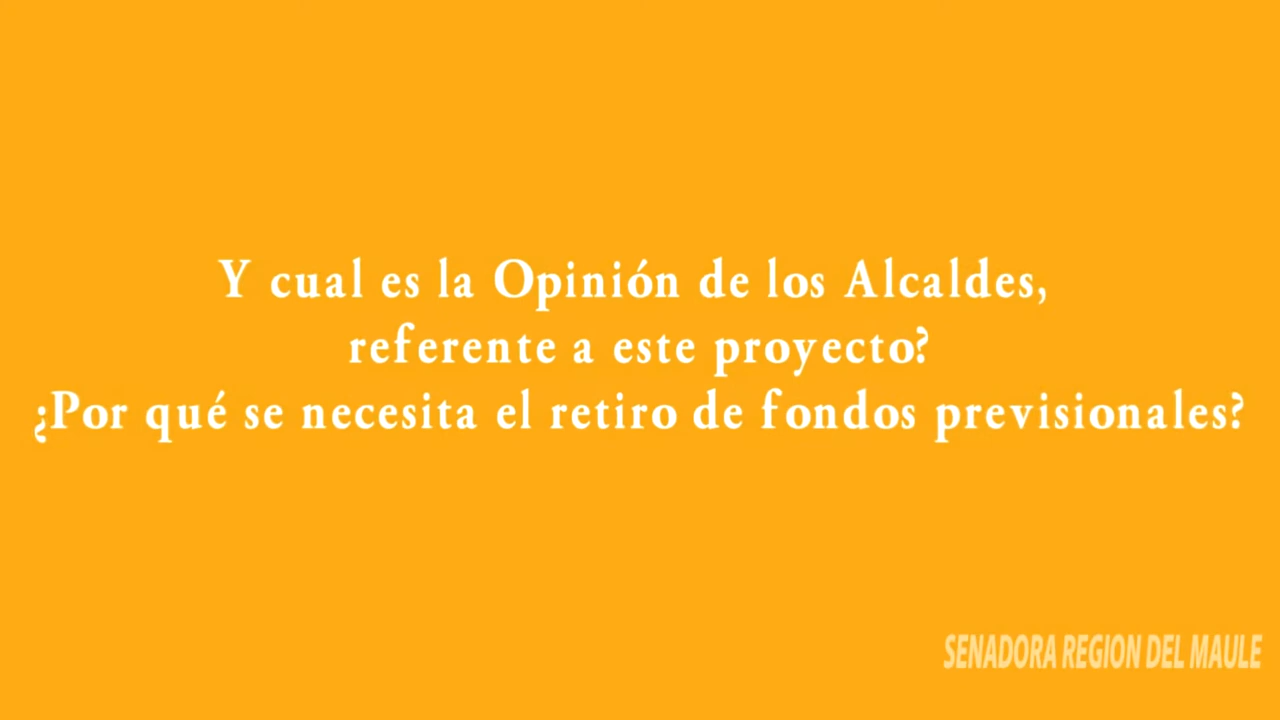 Y cual es la Opinión de los Alcaldes,
referente a este proyecto?
¿Por qué se necesita el retiro de fondos previsionales?
SENADORA REGION DEL MAULE